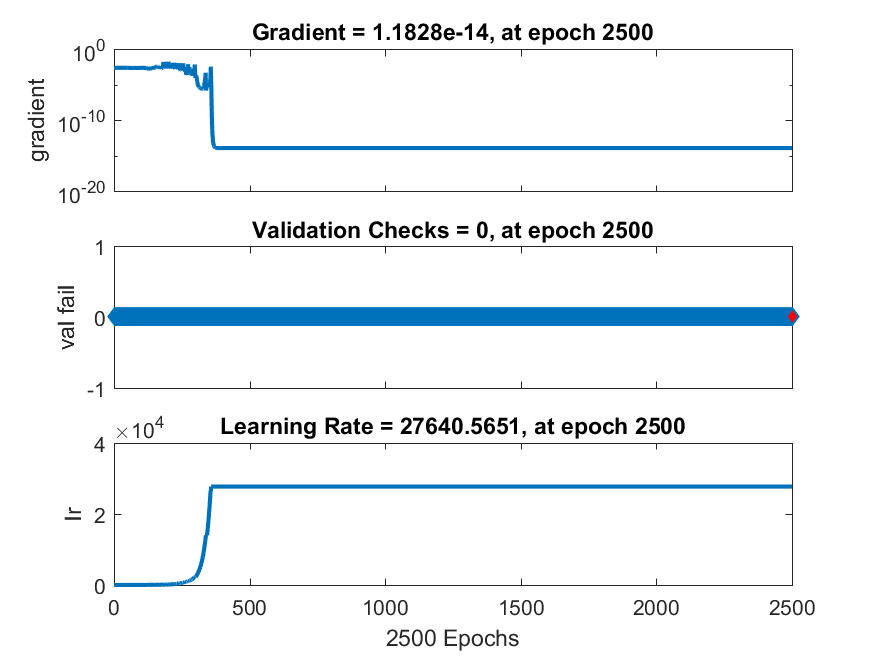 Gradient = 1.1828e-14, at epoch 2500
10^0
10^-10
10^-20
gradient
Validation Checks = 0, at epoch 2500
1
0
-1
val fail
Learning Rate = 27640.5651, at epoch 2500
×10^4
4
2
0
lr
0 500 1000 1500 2000 2500
2500 Epochs